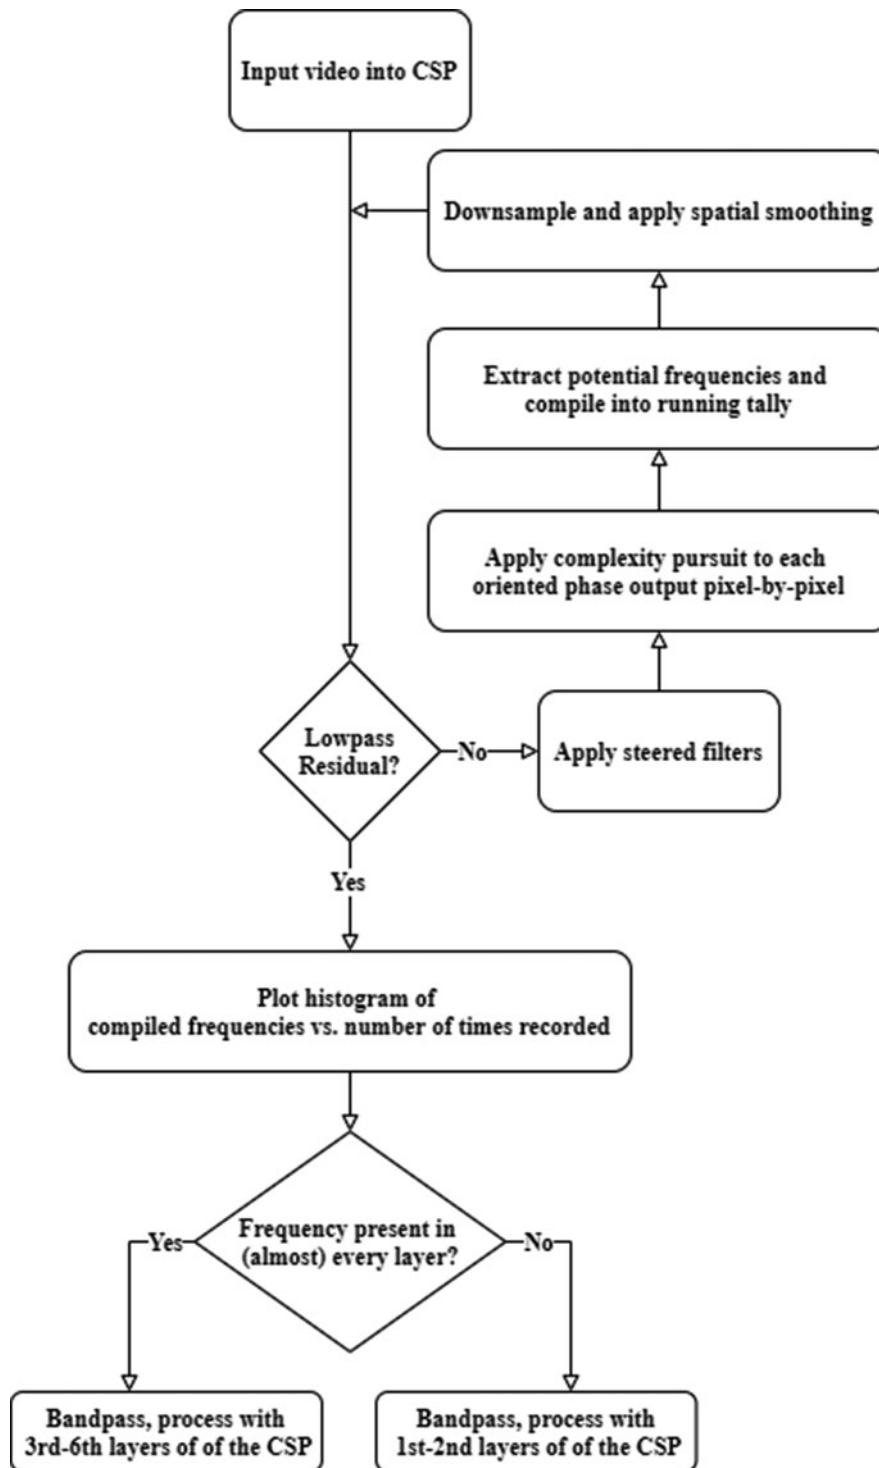 Input video into CSP
Downsample and apply spatial smoothing
Extract potential frequencies and
compile into running tally
Apply complexity pursuit to each
oriented phase output pixel-by-pixel
Lowpass
Residual?
No
Apply steered filters
Yes
Plot histogram of
compiled frequencies vs. number of times recorded
Frequency present in
(almost) every layer?
Yes
No
Bandpass, process with
3rd-6th layers of of the CSP
Bandpass, process with
1st-2nd layers of of the CSP